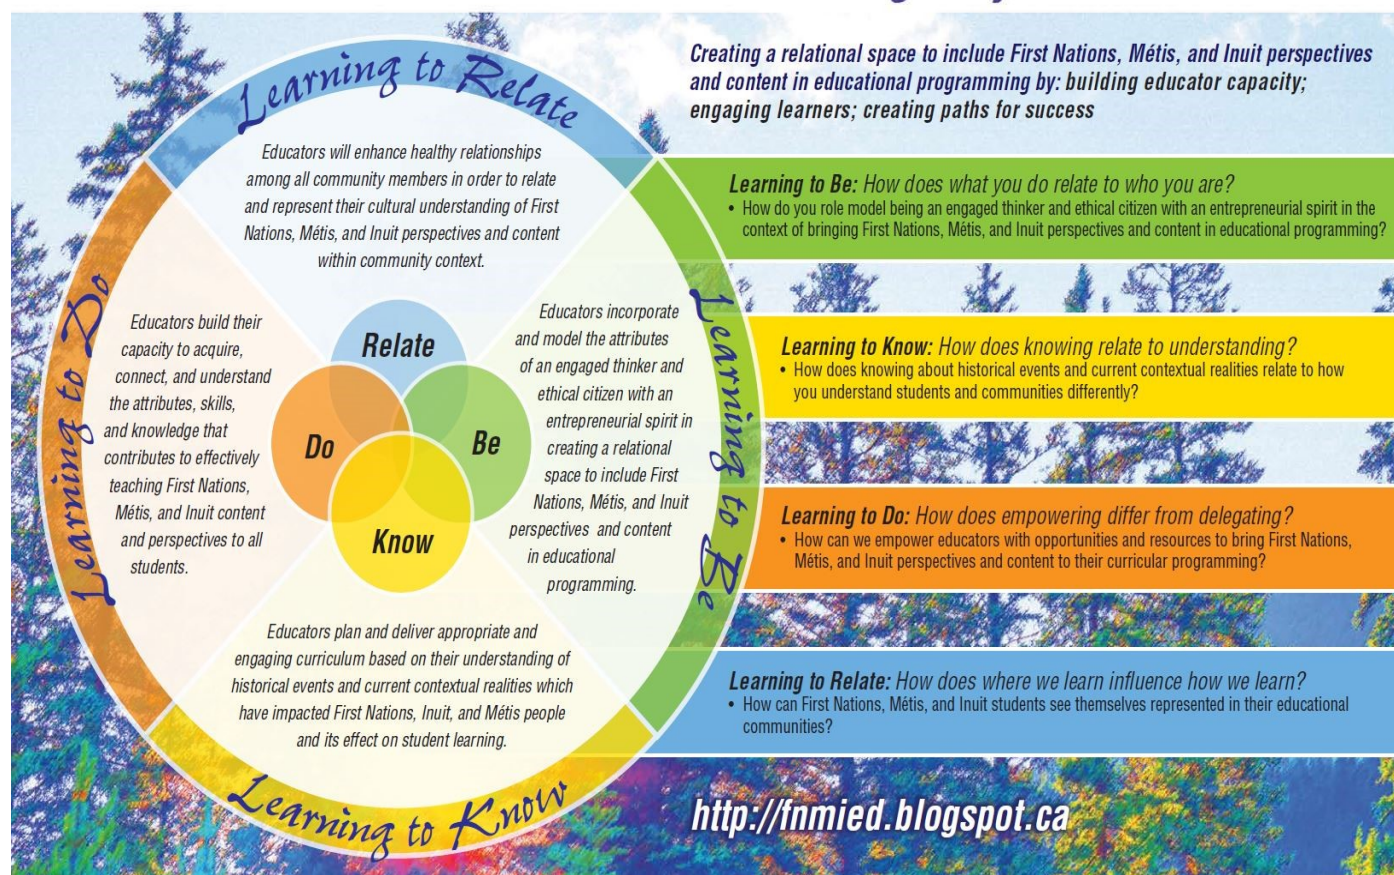 Creating a relational space to include First Nations, Métis, and Inuit perspectives
and content in educational programming by: building educator capacity;
engaging learners; creating paths for success
Learning to Relate
Educators will enhance healthy relationships
among all community members in order to relate
and represent their cultural understanding of First
Nations, Métis, and Inuit perspectives and content
within community context.
Learning to Do
Educators build their
capacity to acquire,
connect, and understand
the attributes, skills,
and knowledge that
contributes to effectively
teaching First Nations,
Métis, and Inuit content
and perspectives to all
students.
Relate
Do
Be
Know
Educators incorporate
and model the attributes
of an engaged thinker and
ethical citizen with an
entrepreneurial spirit in
creating a relational
space to include First
Nations, Métis, and Inuit
perspectives and content
in educational
programming.
Learning to Be
Educators plan and deliver appropriate and
engaging curriculum based on their understanding of
historical events and current contextual realities which
have impacted First Nations, Inuit, and Métis people
and its effect on student learning.
Learning to Know
Learning to Be: How does what you do relate to who you are?
• How do you role model being an engaged thinker and ethical citizen with an entrepreneurial spirit in the
context of bringing First Nations, Métis, and Inuit perspectives and content in educational programming?
Learning to Know: How does knowing relate to understanding?
• How does knowing about historical events and current contextual realities relate to how
you understand students and communities differently?
Learning to Do: How does empowering differ from delegating?
• How can we empower educators with opportunities and resources to bring First Nations,
Métis, and Inuit perspectives and content to their curricular programming?
Learning to Relate: How does where we learn influence how we learn?
• How can First Nations, Métis, and Inuit students see themselves represented in their educational
communities?
http://fnmied.blogspot.ca